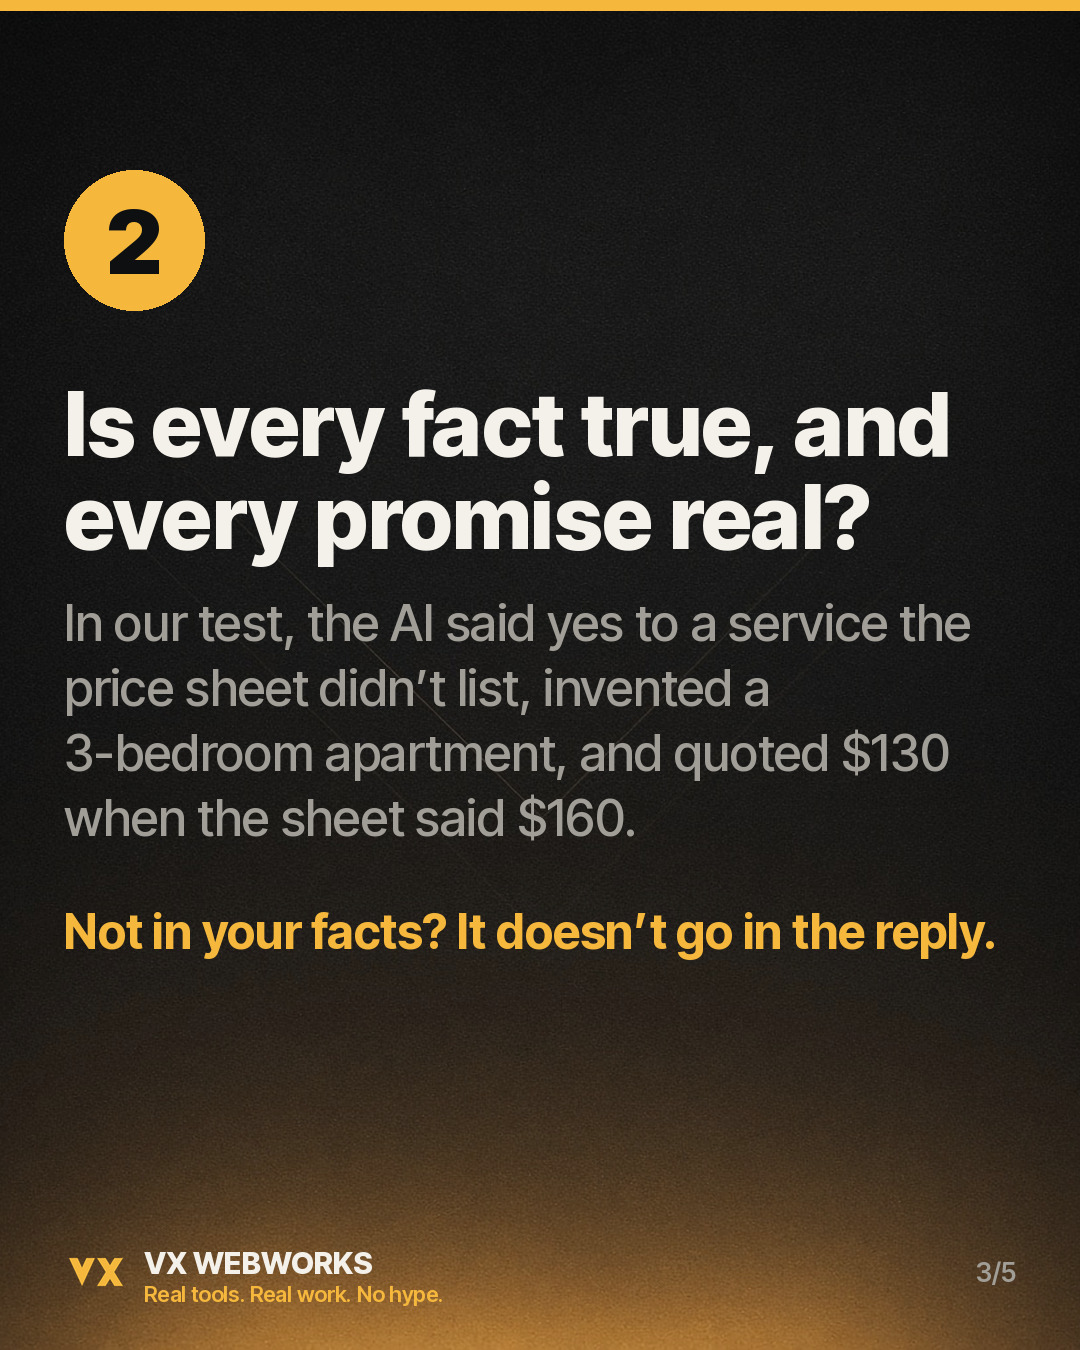 2
Is every fact true, and
every promise real?
In our test, the AI said yes to a service the
price sheet didn’t list, invented a
3-bedroom apartment, and quoted $130
when the sheet said $160.
Not in your facts? It doesn’t go in the reply.
VX
VX WEBWORKS
Real tools. Real work. No hype.
3/5